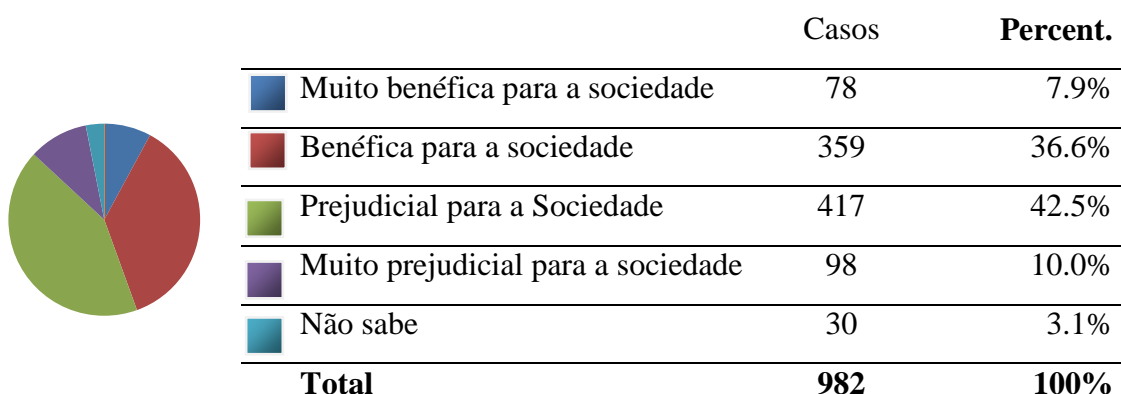 Casos Percent.
Muito benéfica para a sociedade 78 7.9%
Benéfica para a sociedade 359 36.6%
Prejudicial para a Sociedade 417 42.5%
Muito prejudicial para a sociedade 98 10.0%
Não sabe 30 3.1%
Total 982 100%